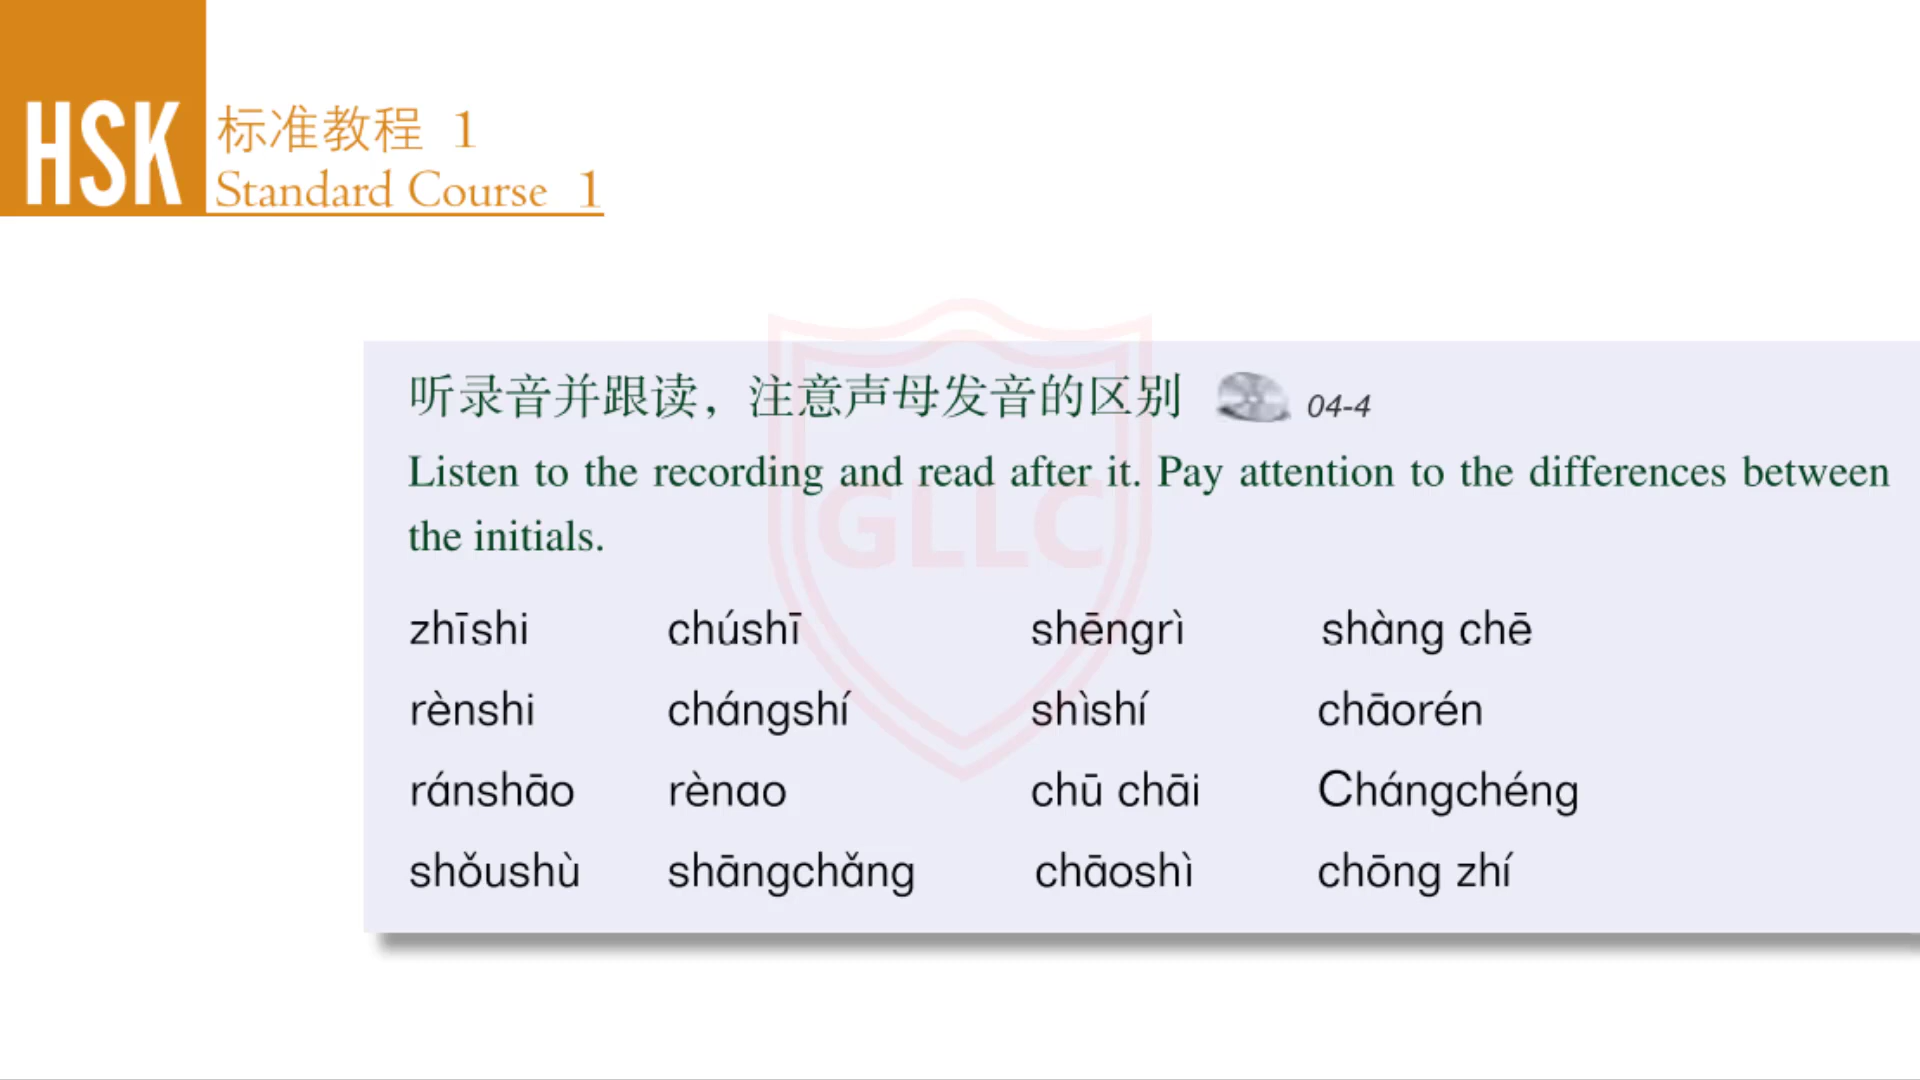 HSK
标准教程 1
Standard Course 1
听录音并跟读，注意声母发音的区别 04-4
Listen to the recording and read after it. Pay attention to the differences between
the initials.
GLLC
zhīshi chúshī shēngrì shàng chē
rènshi chángshí shìshí chāorén
ránshāo rènao chū chāi Chángchéng
shǒushù shāngchǎng chāoshì chōng zhí